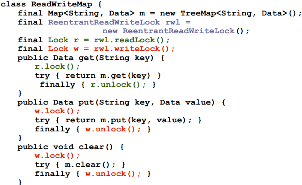 class ReadWriteMap {
final Map<String, Data> m = new TreeMap<String, Data>();
final ReentrantReadWriteLock rwl =
new ReentrantReadWriteLock();
final Lock r = rwl.readLock();
final Lock w = rwl.writeLock();
public Data get(String key) {
r.lock();
try { return m.get(key) }
finally { r.unlock(); }
}
public Data put(String key, Data value) {
w.lock();
try { return m.put(key, value); }
finally { w.unlock(); }
}
public void clear() {
w.lock();
try { m.clear(); }
finally { w.unlock(); }
}